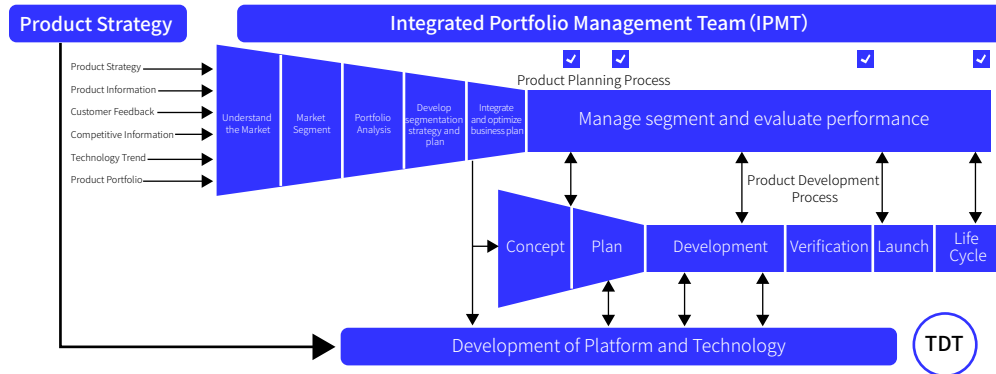 Product Strategy
Integrated Portfolio Management Team（IPMT）
Product Planning Process
Product Strategy
Product Information
Customer Feedback
Competitive Information
Technology Trend
Product Portfolio
Understand
the Market
Market
Segment
Portfolio
Analysis
Develop
segmentation
strategy and
plan
Integrate
and optimize
business plan
Manage segment and evaluate performance
Product Development
Process
Concept
Plan
Development
Verification
Launch
Life
Cycle
Development of Platform and Technology
TDT